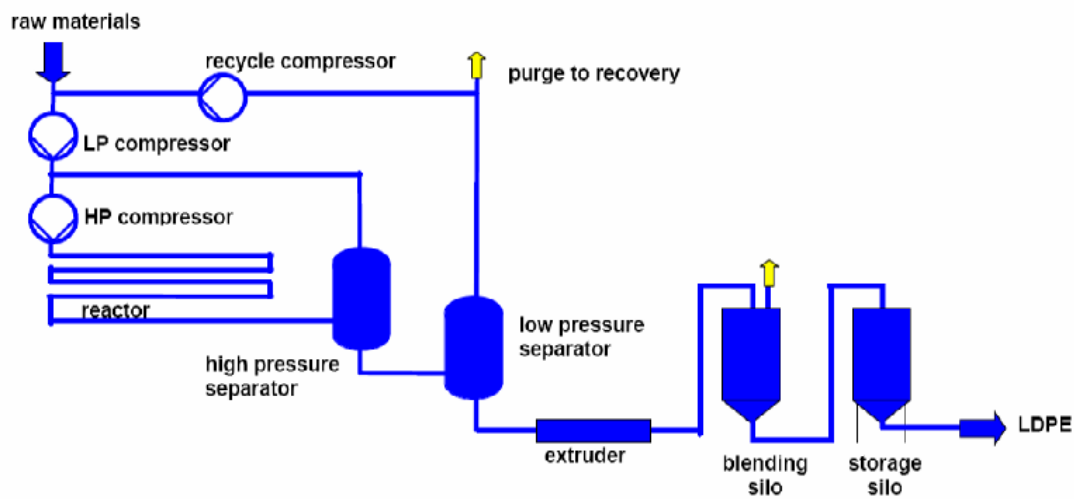 raw materials
recycle compressor
purge to recovery
LP compressor
HP compressor
reactor
high pressure
separator
low pressure
separator
extruder
blending
silo
storage
silo
LDPE